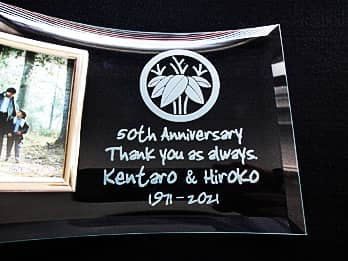 50th Anniversary
Thank you as always.
Kentaro & Hiroko
1971-2021